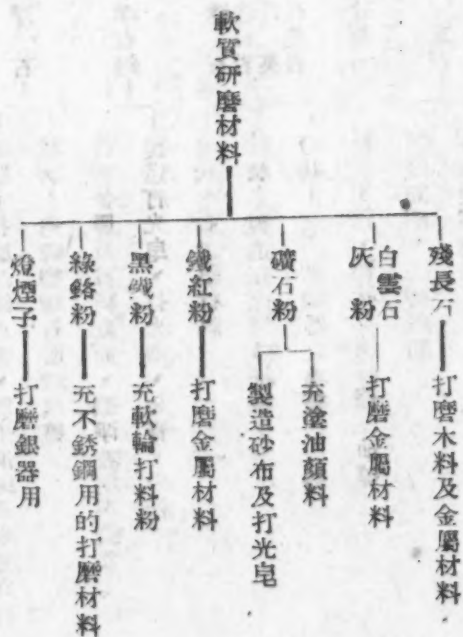 軟質研磨材料
殘長石
打磨木料及金屬材料
白雲石
灰粉
打磨金屬材料
礦石粉
充塗油顏料
製造砂布及打光皂
鐵紅粉
打磨金屬材料
黑鐵粉
充軟輪打料粉
綠鉻粉
充不銹鋼用的打磨材料
燈煙子
打磨銀器用